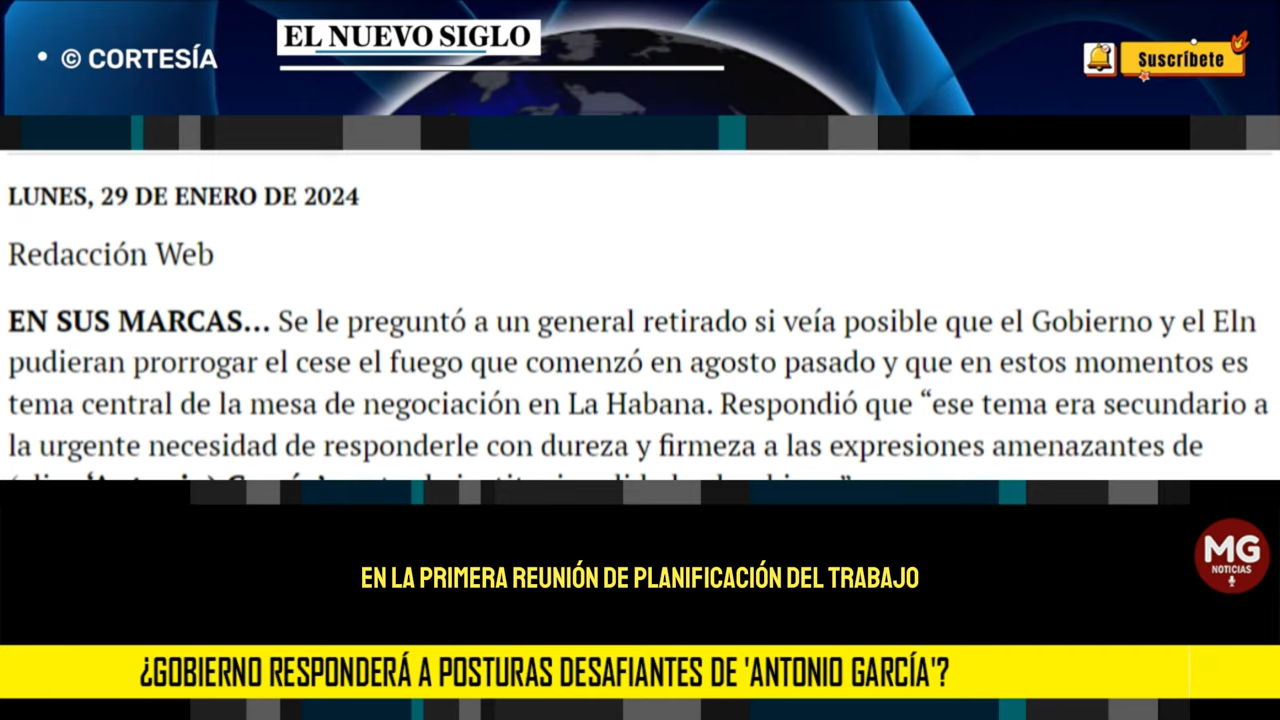 • © CORTESÍA
EL NUEVO SIGLO
Suscríbete
LUNES, 29 DE ENERO DE 2024
Redacción Web
EN SUS MARCAS... Se le preguntó a un general retirado si veía posible que el Gobierno y el Eln
pudieran prorrogar el cese el fuego que comenzó en agosto pasado y que en estos momentos es
tema central de la mesa de negociación en La Habana. Respondió que “ese tema era secundario a
la urgente necesidad de responderle con dureza y firmeza a las expresiones amenazantes de
EN LA PRIMERA REUNIÓN DE PLANIFICACIÓN DEL TRABAJO
MG
NOTICIAS
¿GOBIERNO RESPONDERÁ A POSTURAS DESAFIANTES DE 'ANTONIO GARCÍA'?